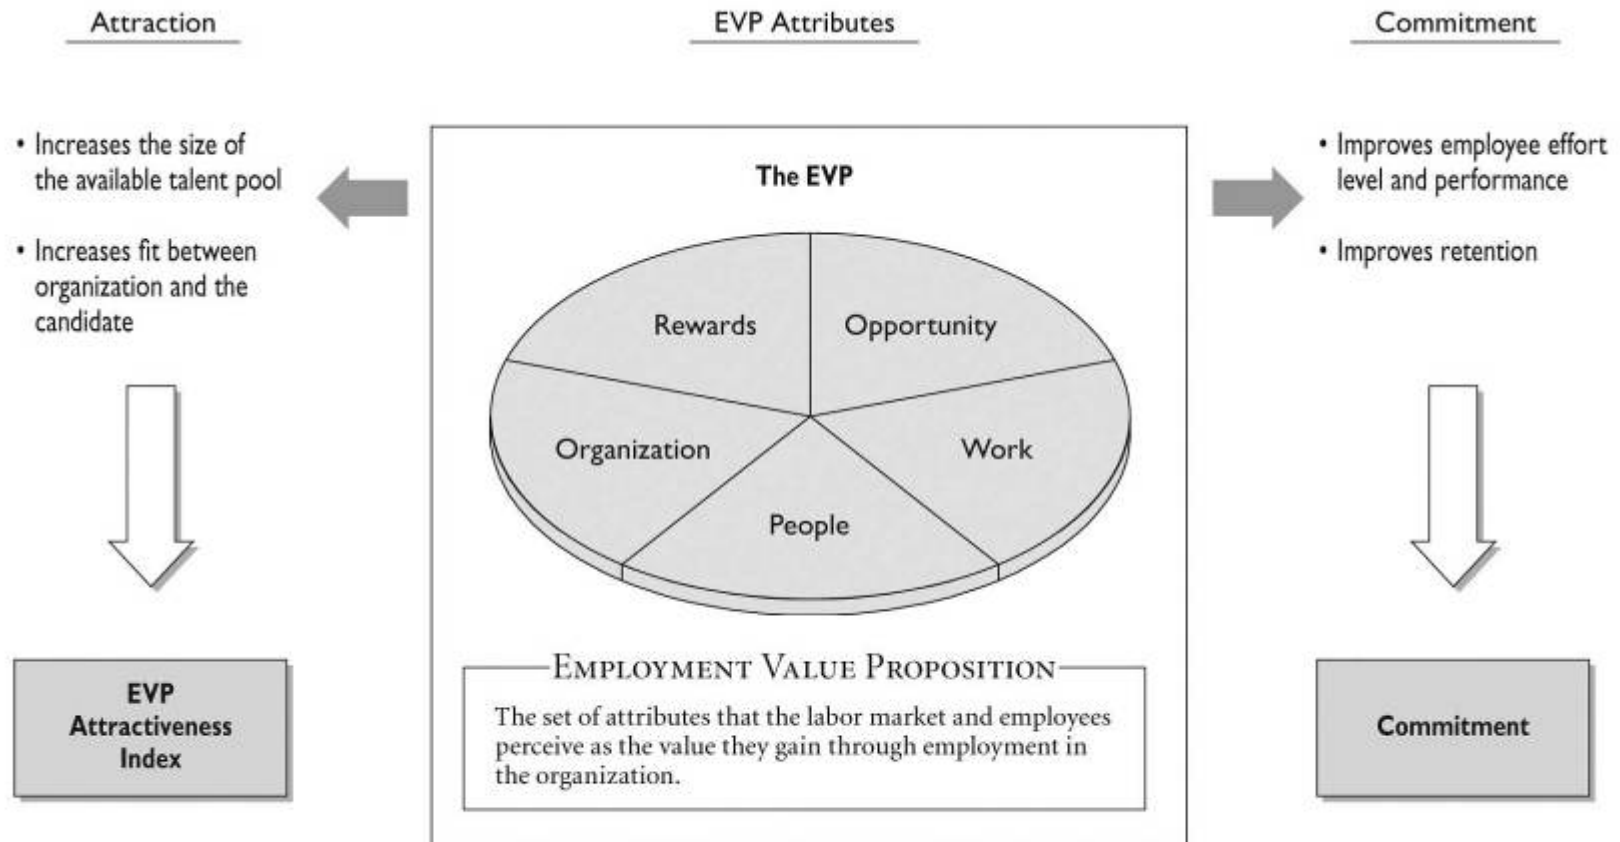 Attraction
EVP Attributes
Commitment
• Increases the size of
the available talent pool
• Increases fit between
organization and the
candidate
EVP
Attractiveness
Index
The EVP
Rewards
Opportunity
Organization
Work
People
EMPLOYMENT VALUE PROPOSITION
The set of attributes that the labor market and employees
perceive as the value they gain through employment in
the organization.
• Improves employee effort
level and performance
• Improves retention
Commitment